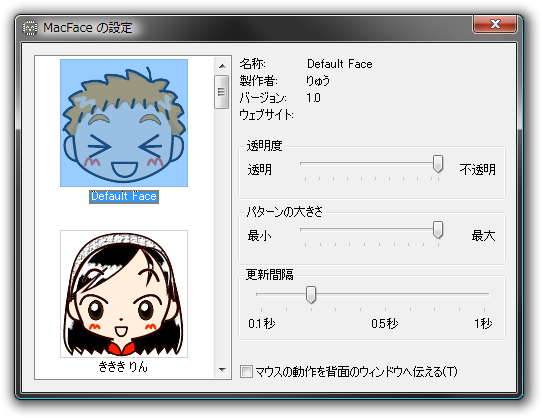 MacFace の設定
Default Face
ききき りん
名称: Default Face
製作者: りゅう
バージョン: 1.0
ウェブサイト:
透明度
透明 不透明
パターンの大きさ
最小 最大
更新間隔
0.1秒 0.5秒 1秒
マウスの動作を背面のウィンドウへ伝える(T)